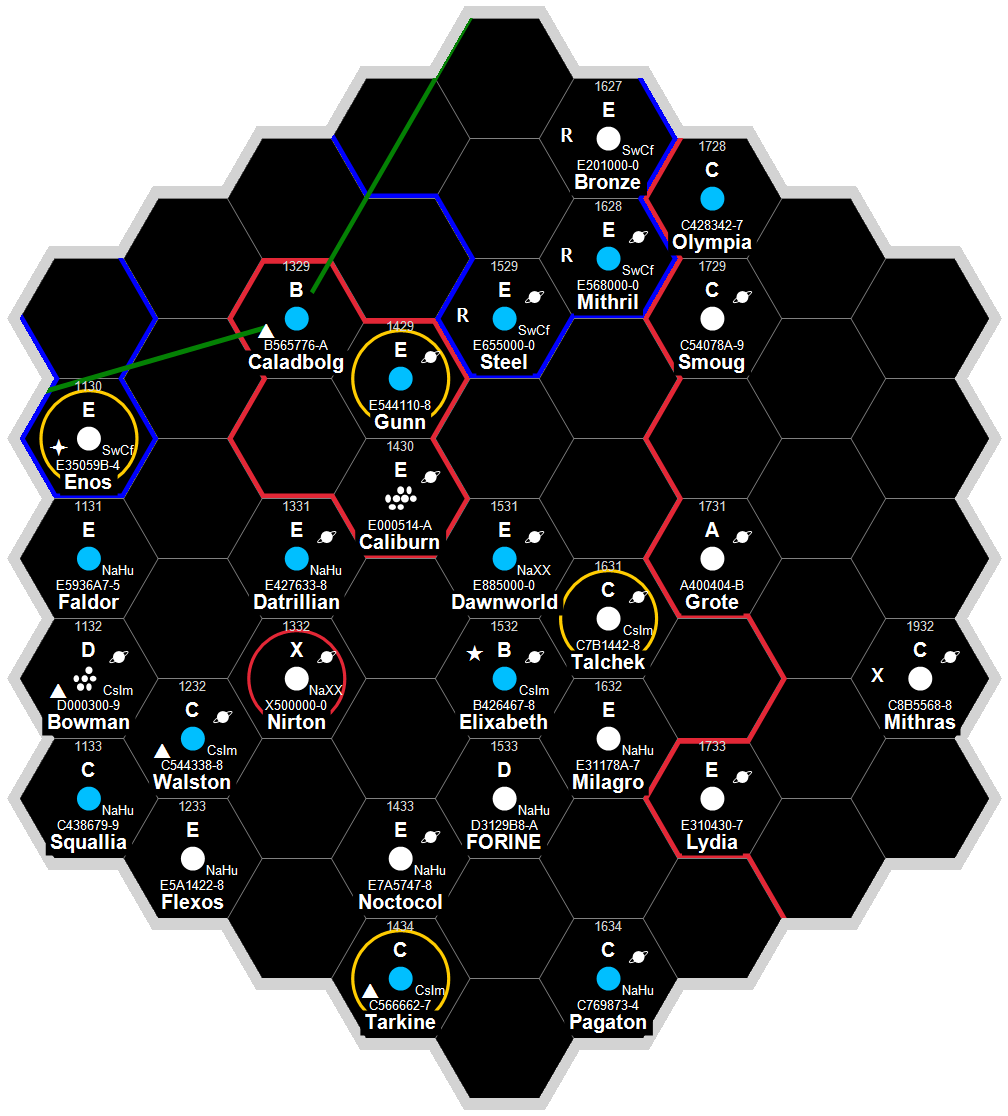 1627
E
R
SwCf
E201000-0
Bronze
1728
C
C428342-7
Olympia
1628
E
R
SwCf
E568000-0
Mithril
1329
B
B565776-A
Caladbolg
1529
E
R
SwCf
E655000-0
Steel
1729
C
C54078A-9
Smoug
1429
E
E544110-8
Gunn
1130
E
SwCf
E35059B-4
Enos
1430
E
E000514-A
Caliburn
1131
E
NaHu
E5936A7-5
Faldor
1331
E
NaHu
E427633-8
Datrillian
1531
E
NaXX
E885000-0
Dawnworld
1731
A
A400404-B
Grote
1631
C
CsIm
C7B1442-8
Talchek
1132
D
CsIm
D000300-9
Bowman
1332
X
NaXX
X500000-0
Nirton
1532
B
CsIm
B426467-8
Elixabeth
1932
C
X
C8B5568-8
Mithras
1232
C
CsIm
C544338-8
Walston
1632
E
NaHu
E31178A-7
Milagro
1133
C
NaHu
C438679-9
Squallia
1533
D
NaHu
D3129B8-A
FORINE
1733
E
E310430-7
Lydia
1233
E
NaHu
E5A1422-8
Flexos
1433
E
NaHu
E7A5747-8
Noctocol
1434
C
CsIm
C566662-7
Tarkine
1634
C
NaHu
C769873-4
Pagaton